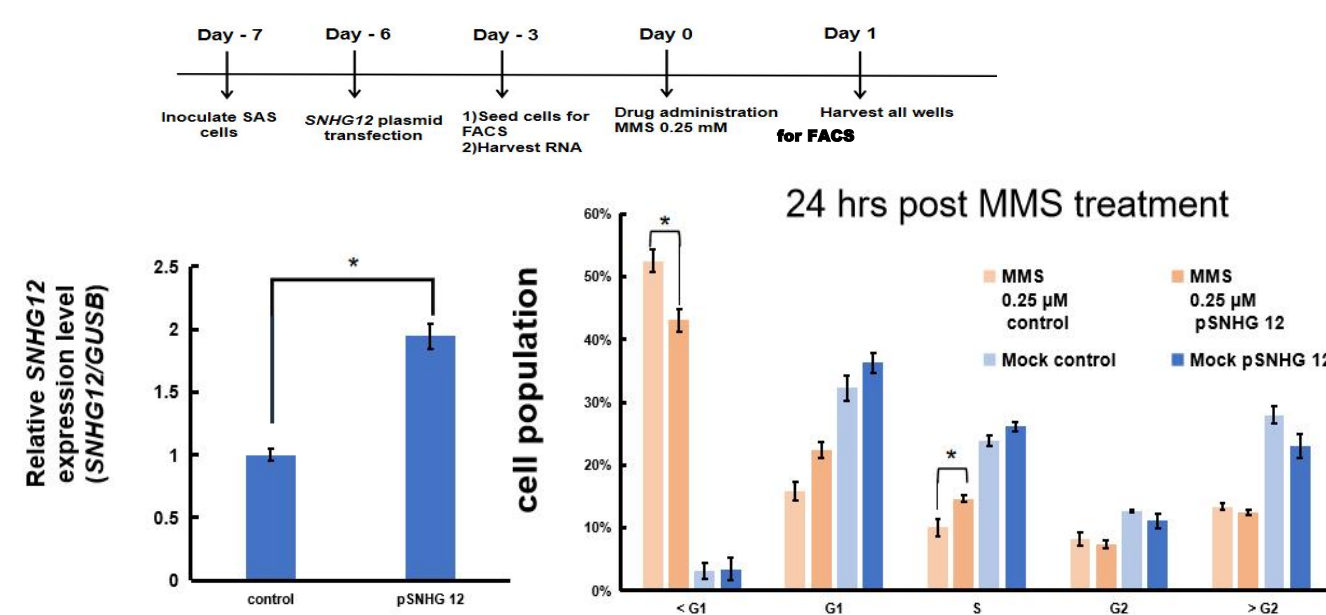 Day - 7
Day - 6
Day - 3
Day 0
Day 1
Inoculate SAS
cells
SNHG12 plasmid
transfection
1)Seed cells for
FACS
2)Harvest RNA
Drug administration
MMS 0.25 mM
Harvest all wells
for FACS
Relative SNHG12
expression level
(SNHG12/GUSB)
2.5
2
1.5
1
0.5
0
*
control
pSNHG 12
24 hrs post MMS treatment
cell population
60%
50%
40%
30%
20%
10%
0%
*
*
MMS
0.25 µM
control
MMS
0.25 µM
pSNHG 12
Mock control
Mock pSNHG 12
< G1
G1
S
G2
> G2